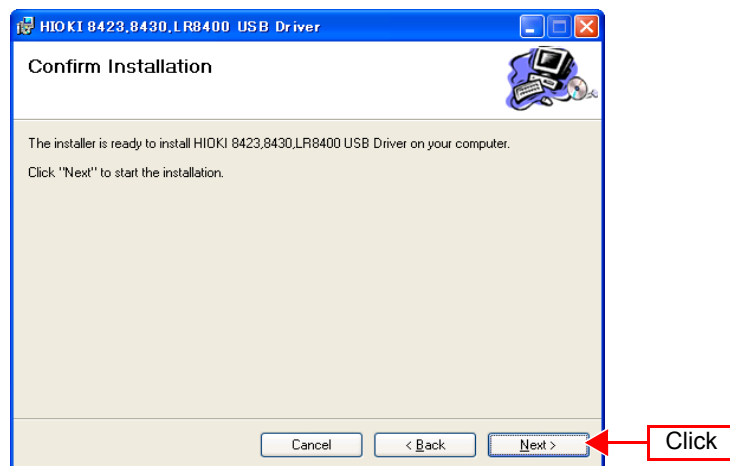 HIOKI 8423,8430,LR8400 USB Driver
Confirm Installation
The installer is ready to install HIOKI 8423,8430,LR8400 USB Driver on your computer.
Click "Next" to start the installation.
Cancel
< Back
Next >
Click